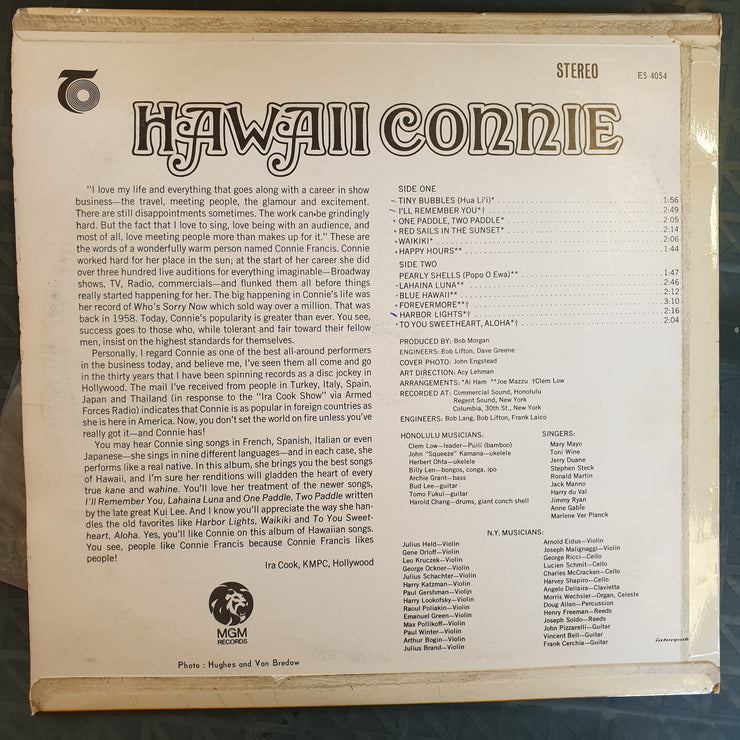 STEREO
ES 4054
HAWAII CONNIE
"I love my life and everything that goes along with a career in show
business—the travel, meeting people, the glamour and excitement.
There are still disappointments sometimes. The work can be grindingly
hard. But the fact that I love to sing, love being with an audience, and
most of all, love meeting people more than makes up for it." These
are the words of a wonderfully warm person named Connie Francis. Connie
worked hard for her place in the sun; at the start of her career she did
over three hundred live auditions for everything imaginable—Broadway
shows, TV, Radio, commercials—and flunked them all before things
really started happening for her. The big happening in Connie's life was
her record of Who's Sorry Now which sold way over a million. That was
back in 1958. Today, Connie's popularity is greater than ever. You see,
success goes to those who, while tolerant and fair toward their fellow
men, insist on the highest standards for themselves.
Personally, I regard Connie as one of the best all-around performers
in the business today, and believe me, I've seen them all come and go
in the thirty years that I have been spinning records as a disc jockey in
Hollywood. The mail I've received from people in Turkey, Italy, Spain,
Japan and Thailand (in response to the "Ira Cook Show" via Armed
Forces Radio) indicates that Connie is as popular in foreign countries as
she is here in America. Now, you don't set the world on fire unless you've
really got it—and Connie has!
You may hear Connie sing songs in French, Spanish, Italian or even
Japanese—she sings in nine different languages—and in each case, she
performs like a real native. In this album, she brings you the best songs
of Hawaii, and I'm sure her renditions will gladden the heart of every
true kane and wahine. You'll love her treatment of the newer songs,
I'll Remember You, Lahaina Luna and One Paddle, Two Paddle written
by the late great Kui Lee. And I know you'll appreciate the way she han-
dles the old favorites like Harbor Lights, Waikiki and To You Sweet-
heart, Aloha. Yes, you'll like Connie on this album of Hawaiian songs.
You see, people like Connie Francis because Connie Francis likes
people!
Ira Cook, KMPC, Hollywood
MGM
RECORDS
Photo : Hughes and Von Bredow
SIDE ONE
TINY BUBBLES (Hua Li'i)* 1:56
I'LL REMEMBER YOU*† 2:49
ONE PADDLE, TWO PADDLE* 2:05
RED SAILS IN THE SUNSET* 2:14
WAIKIKI* 2:06
HAPPY HOURS** 1:44
SIDE TWO
PEARLY SHELLS (Popo O Ewa)** 1:47
LAHAINA LUNA** 2:46
BLUE HAWAII** 2:12
FOREVERMORE**† 3:10
HARBOR LIGHTS*† 2:16
TO YOU SWEETHEART, ALOHA*† 2:04
PRODUCED BY: Bob Morgan
ENGINEERS: Bob Lifton, Dave Greene
COVER PHOTO: John Engstead
ART DIRECTION: Acy Lehman
ARRANGEMENTS: *Al Ham **Joe Mazzu †Clem Low
RECORDED AT: Commercial Sound, Honolulu
Regent Sound, New York
Columbia, 30th St., New York
ENGINEERS: Bob Lang, Bob Lifton, Frank Laico
HONOLULU MUSICIANS:
Clem Low—leader—Puili (bamboo)
John "Squeeze" Kamana—ukelele
Herbert Ohta—ukelele
Billy Len—bongos, conga, ipo
Archie Grant—bass
Bud Lee—guitar
Tomo Fukui—guitar
Harold Chang—drums, giant conch shell
SINGERS:
Mary Mayo
Toni Wine
Jerry Duane
Stephen Steck
Ronald Martin
Jack Manno
Harry du Val
Jimmy Ryan
Anne Gable
Marlene Ver Planck
N.Y. MUSICIANS:
Julius Held—Violin
Gene Orloff—Violin
Leo Kruczek—Violin
George Ockner—Violin
Julius Schachter—Violin
Harry Katzman—Violin
Paul Gershman—Violin
Harry Lookofsky—Violin
Raoul Poliakin—Violin
Emanuel Green—Violin
Max Pollikoff—Violin
Paul Winter—Violin
Arthur Bogin—Violin
Julius Brand—Violin
Arnold Eidus—Violin
Joseph Malignaggi—Violin
George Ricci—Cello
Lucien Schmit—Cello
Charles McCracken—Cello
Harvey Shapiro—Cello
Angelo Dellaira—Clavietta
Morris Wechsler—Organ, Celeste
Doug Allen—Percussion
Henry Freeman—Reeds
Joseph Soldo—Reeds
John Pizzarelli—Guitar
Vincent Bell—Guitar
Frank Cerchia—Guitar
interpak